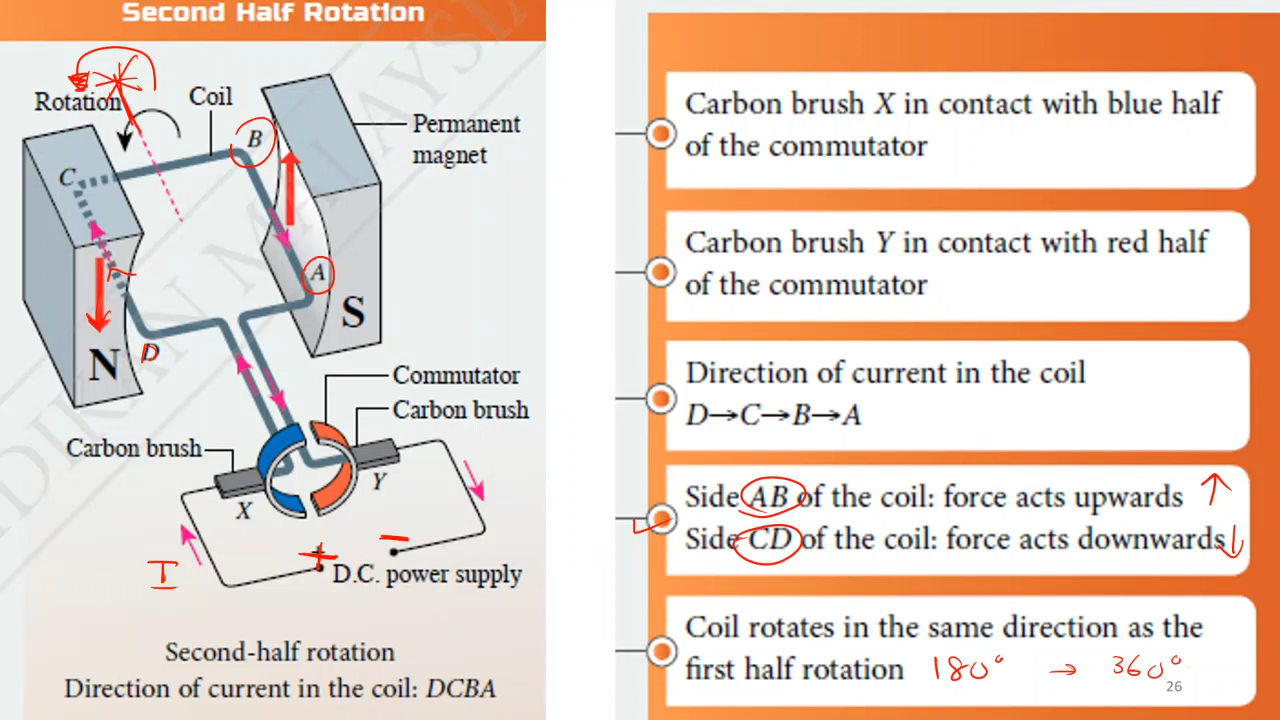 Second Half Rotation
Rotation
Coil
B
Permanent
magnet
C
A
S
N
D
Commutator
Carbon brush
Carbon brush
X
Y
I
+
−
D.C. power supply
Second-half rotation
Direction of current in the coil: DCBA
Carbon brush X in contact with blue half
of the commutator
Carbon brush Y in contact with red half
of the commutator
Direction of current in the coil
D→C→B→A
Side AB of the coil: force acts upwards ↑
Side CD of the coil: force acts downwards ↓
Coil rotates in the same direction as the
first half rotation 180° → 360°
26